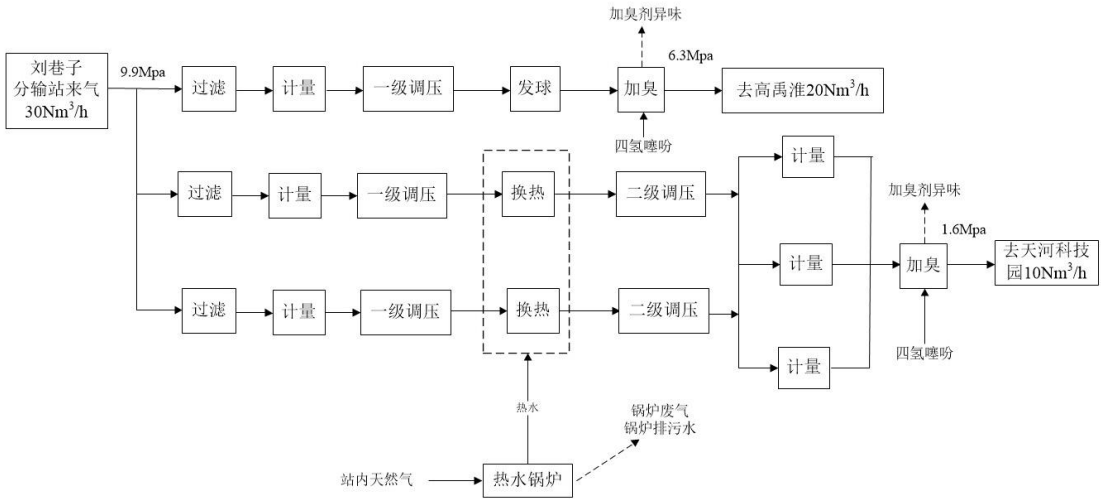 加臭剂异味
刘巷子
分输站来气
30Nm³/h
9.9Mpa
过滤
计量
一级调压
发球
加臭
6.3Mpa
去高禹淮20Nm³/h
四氢噻吩
过滤
计量
一级调压
换热
二级调压
计量
加臭剂异味
计量
加臭
1.6Mpa
去天河科技
园10Nm³/h
过滤
计量
一级调压
换热
二级调压
计量
四氢噻吩
热水
锅炉废气
锅炉排污水
站内天然气
热水锅炉